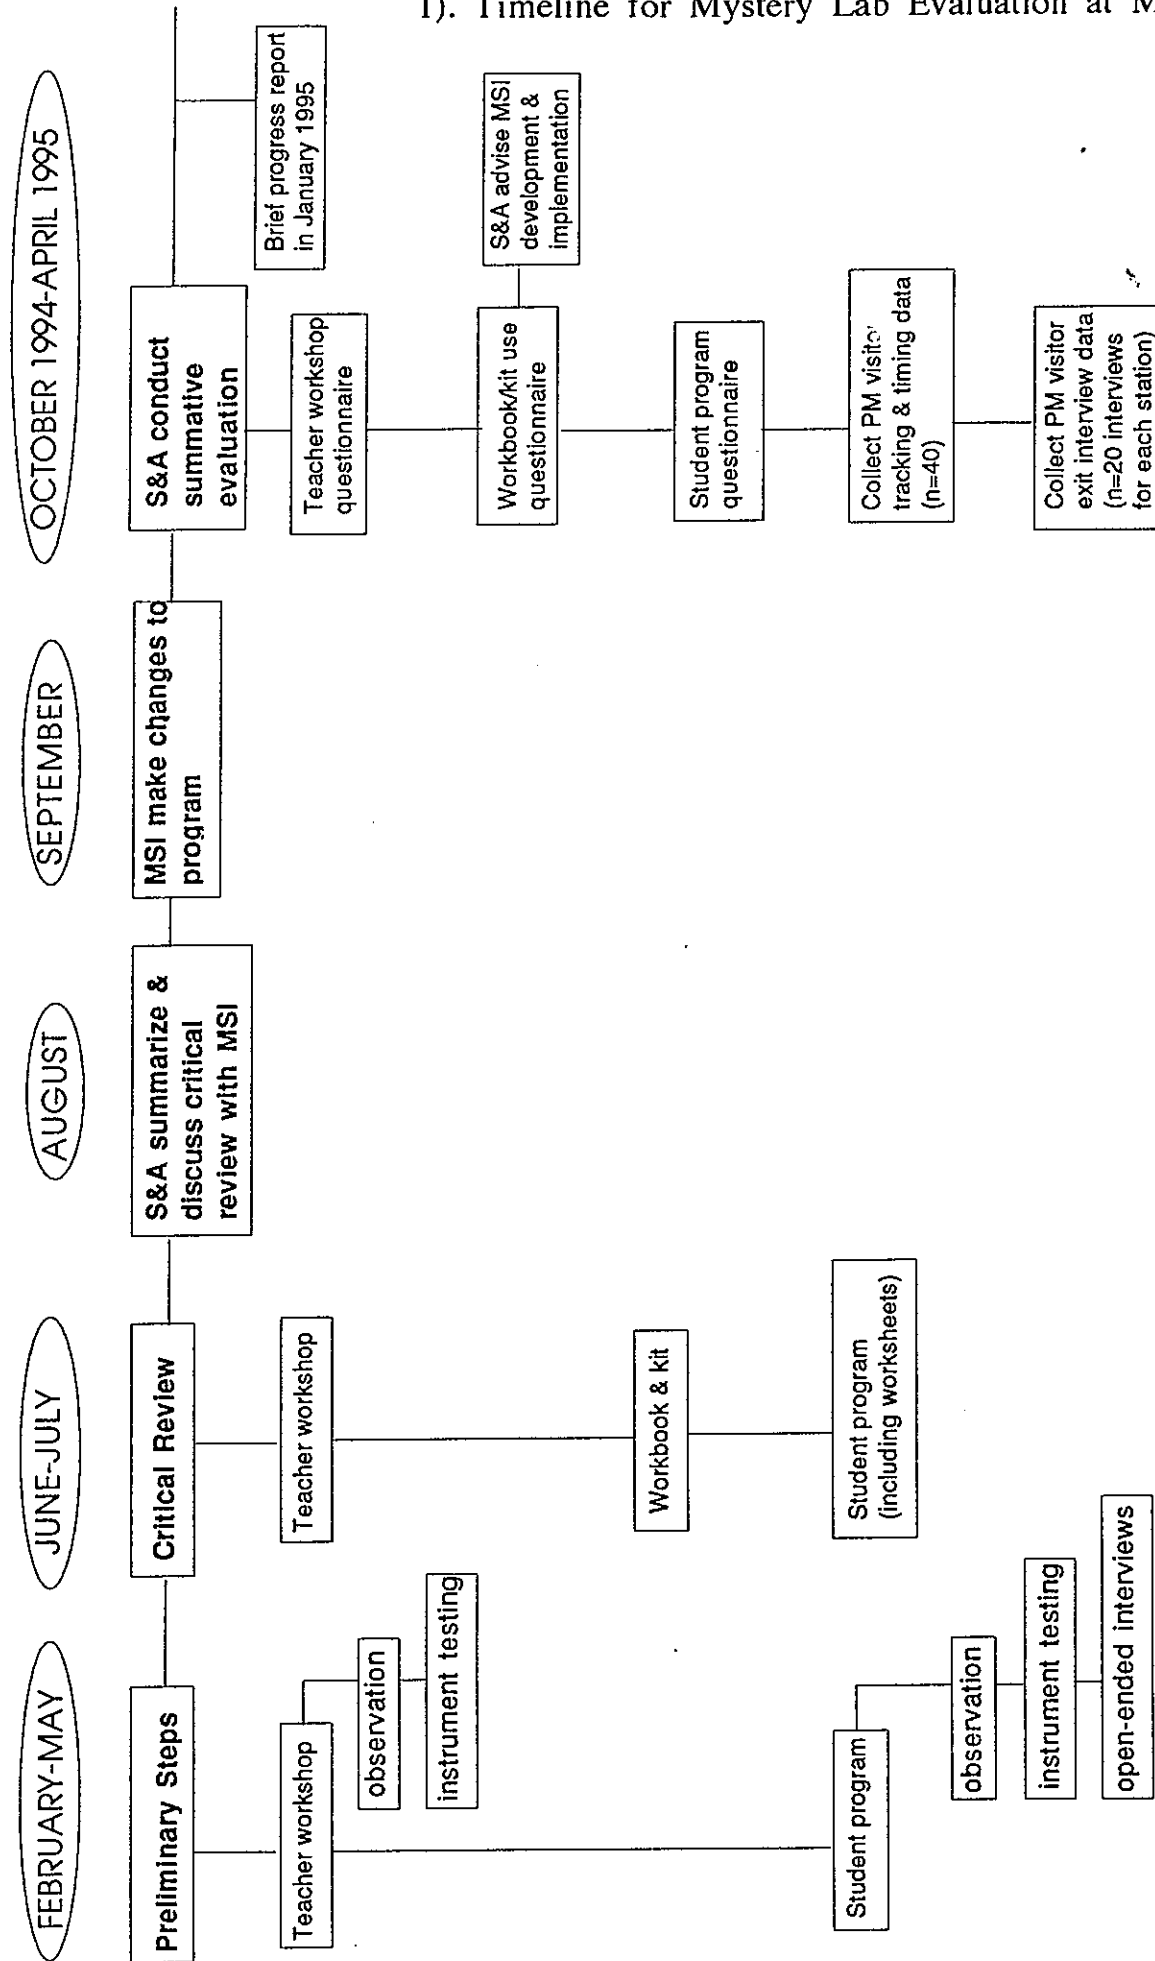 1). Timeline for Mystery Lab Evaluation at M
FEBRUARY-MAY
Preliminary Steps
Teacher workshop
observation
instrument testing
Student program
observation
instrument testing
open-ended interviews
JUNE-JULY
Critical Review
Teacher workshop
Workbook & kit
Student program
(including worksheets)
AUGUST
S&A summarize &
discuss critical
review with MSI
SEPTEMBER
MSI make changes to
program
OCTOBER 1994-APRIL 1995
S&A conduct
summative
evaluation
Brief progress report
in January 1995
Teacher workshop
questionnaire
Workbook/kit use
questionnaire
S&A advise MSI
development &
implementation
Student program
questionnaire
Collect PM visitor
tracking & timing data
(n=40)
Collect PM visitor
exit interview data
(n=20 interviews
for each station)